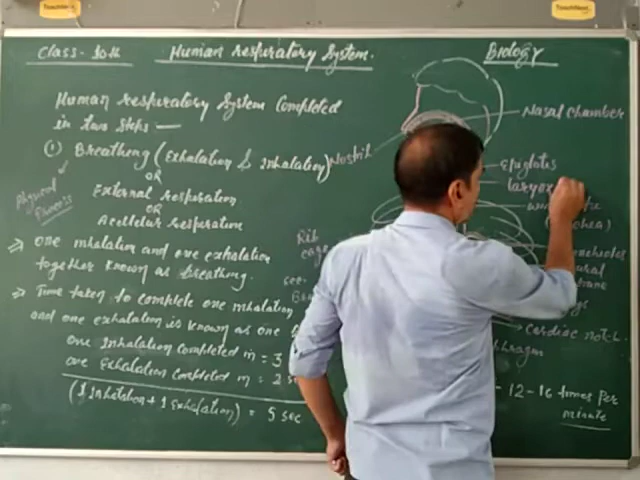 Class-10th
Human respiratory System.
Biology
Human respiratory System Completed
in two Steps —
(1) Breathing (Exhalation & Inhalation)
OR
External respiration
OR
Acellular respiration
Physical
Process
⇒ one inhalation and one exhalation
together known as breathing.
⇒ Time taken to complete one inhalation
and one exhalation is known as one
one Inhalation completed in = 3
one Exhalation completed in = 2 s
(1 Inhalation + 1 Exhalation) = 5 sec
Nasal chamber
Nostril
Epiglotis
laryox
Rib
cage
Cardiac notch.
phragm
- 12-16 times per
minute